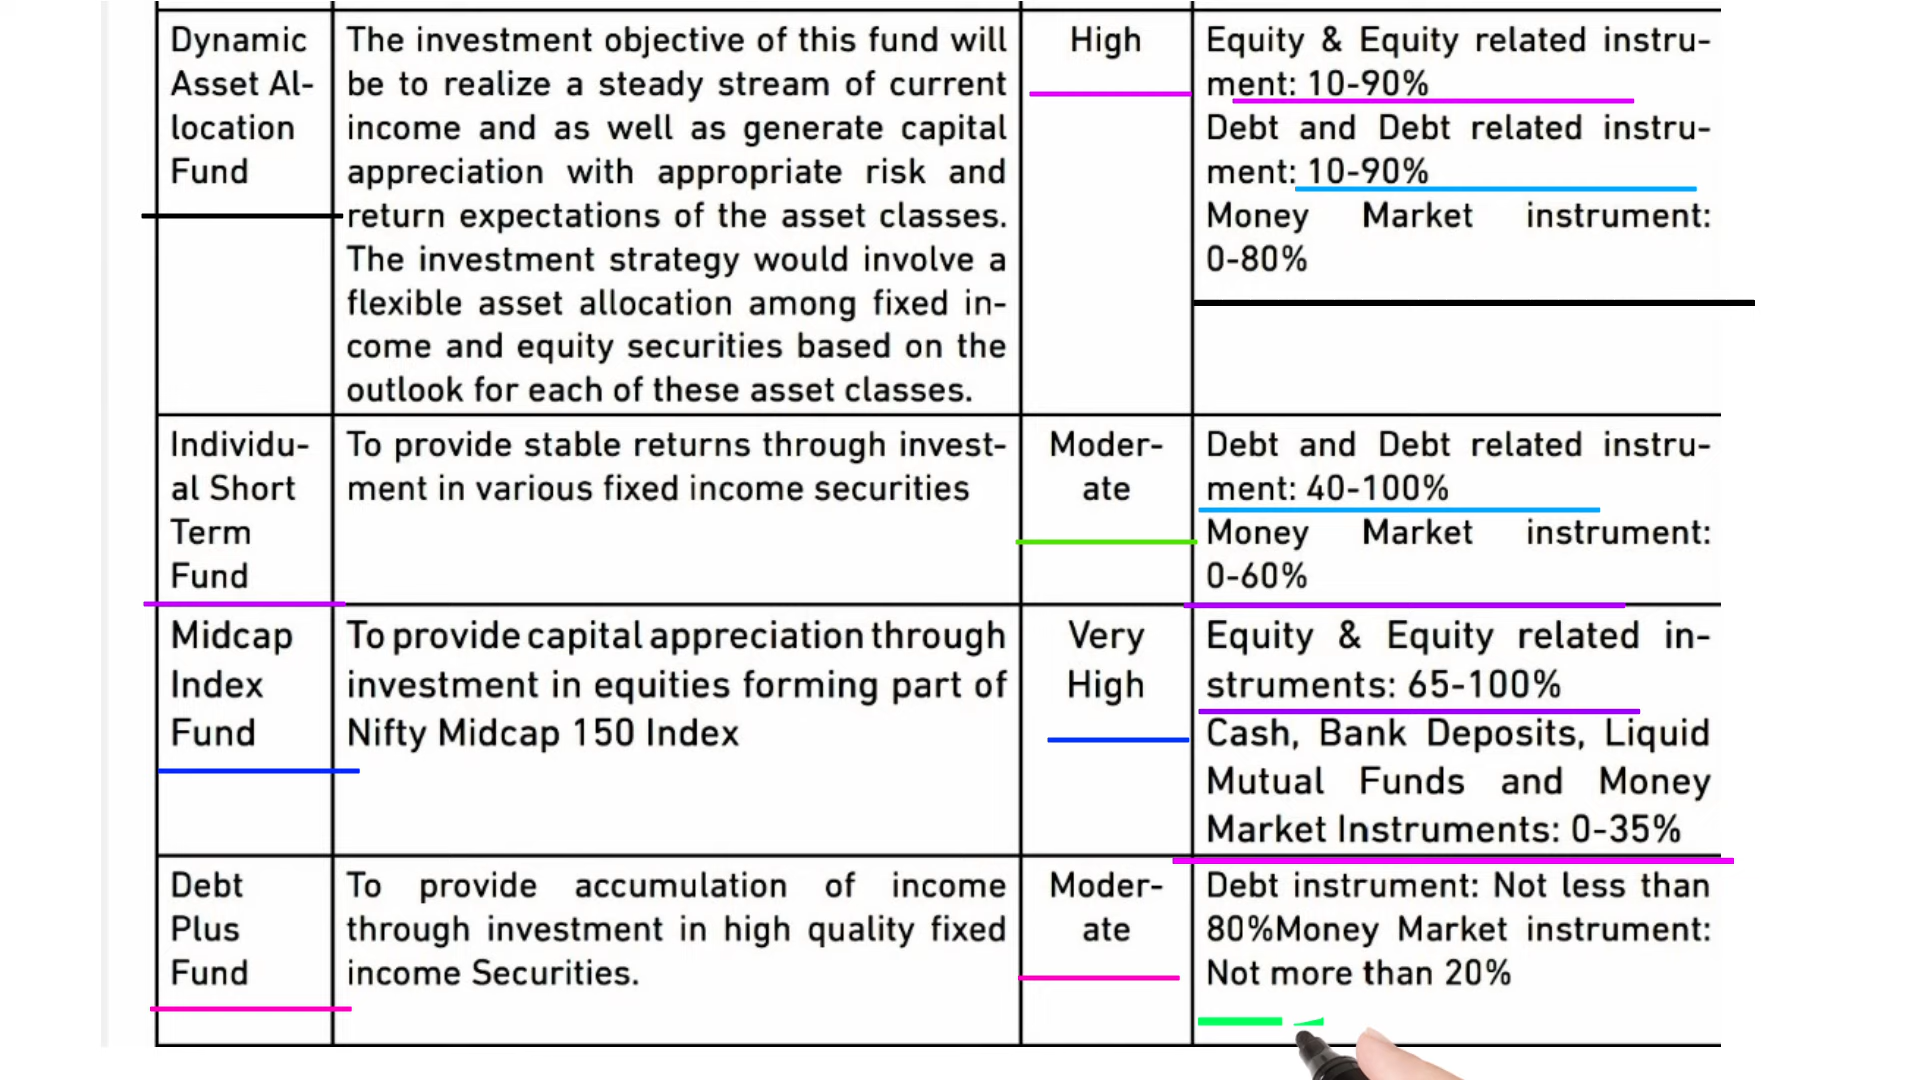 Dynamic
Asset Al-
location
Fund
The investment objective of this fund will
be to realize a steady stream of current
income and as well as generate capital
appreciation with appropriate risk and
return expectations of the asset classes.
The investment strategy would involve a
flexible asset allocation among fixed in-
come and equity securities based on the
outlook for each of these asset classes.
High
Equity & Equity related instru-
ment: 10-90%
Debt and Debt related instru-
ment: 10-90%
Money Market instrument:
0-80%
Individu-
al Short
Term
Fund
To provide stable returns through invest-
ment in various fixed income securities
Moder-
ate
Debt and Debt related instru-
ment: 40-100%
Money Market instrument:
0-60%
Midcap
Index
Fund
To provide capital appreciation through
investment in equities forming part of
Nifty Midcap 150 Index
Very
High
Equity & Equity related in-
struments: 65-100%
Cash, Bank Deposits, Liquid
Mutual Funds and Money
Market Instruments: 0-35%
Debt
Plus
Fund
To provide accumulation of income
through investment in high quality fixed
income Securities.
Moder-
ate
Debt instrument: Not less than
80%Money Market instrument:
Not more than 20%